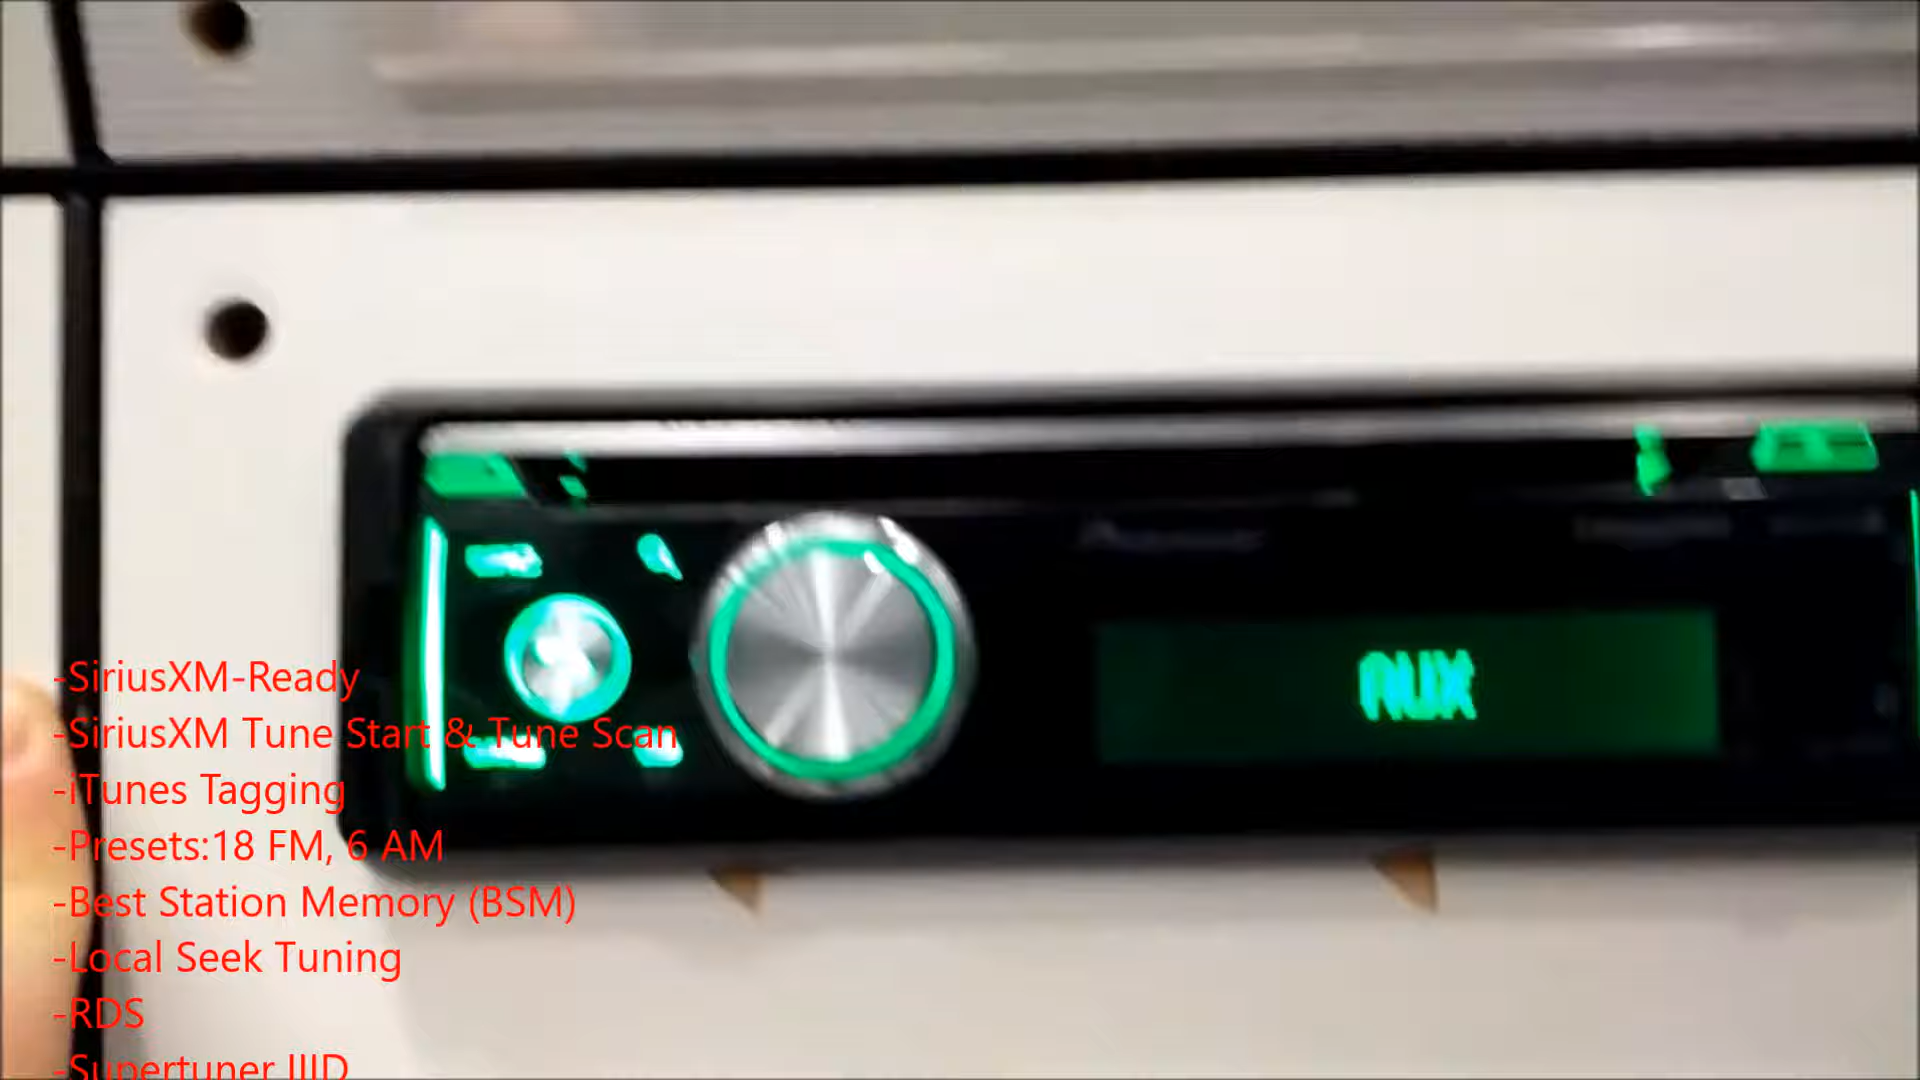 Pioneer
AUX
-SiriusXM-Ready
-SiriusXM Tune Start & Tune Scan
-iTunes Tagging
-Presets:18 FM, 6 AM
-Best Station Memory (BSM)
-Local Seek Tuning
-RDS
-Supertuner IIID